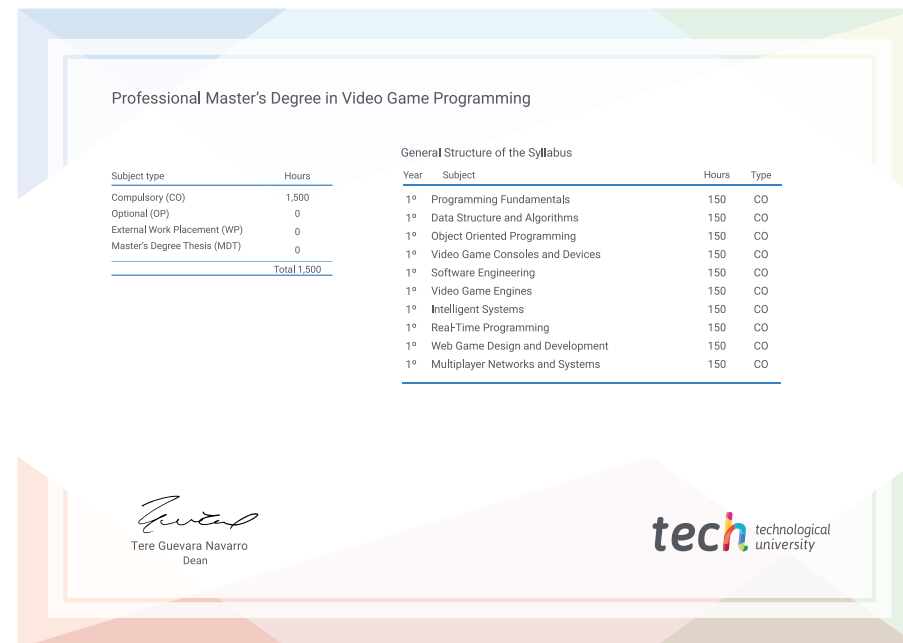 Professional Master's Degree in Video Game Programming
Subject type Hours
Compulsory (CO) 1,500
Optional (OP) 0
External Work Placement (WP) 0
Master's Degree Thesis (MDT) 0
Total 1,500
General Structure of the Syllabus
Year Subject Hours Type
1º Programming Fundamentals 150 CO
1º Data Structure and Algorithms 150 CO
1º Object Oriented Programming 150 CO
1º Video Game Consoles and Devices 150 CO
1º Software Engineering 150 CO
1º Video Game Engines 150 CO
1º Intelligent Systems 150 CO
1º Real-Time Programming 150 CO
1º Web Game Design and Development 150 CO
1º Multiplayer Networks and Systems 150 CO
Tere Guevara Navarro
Dean
tech technological
university